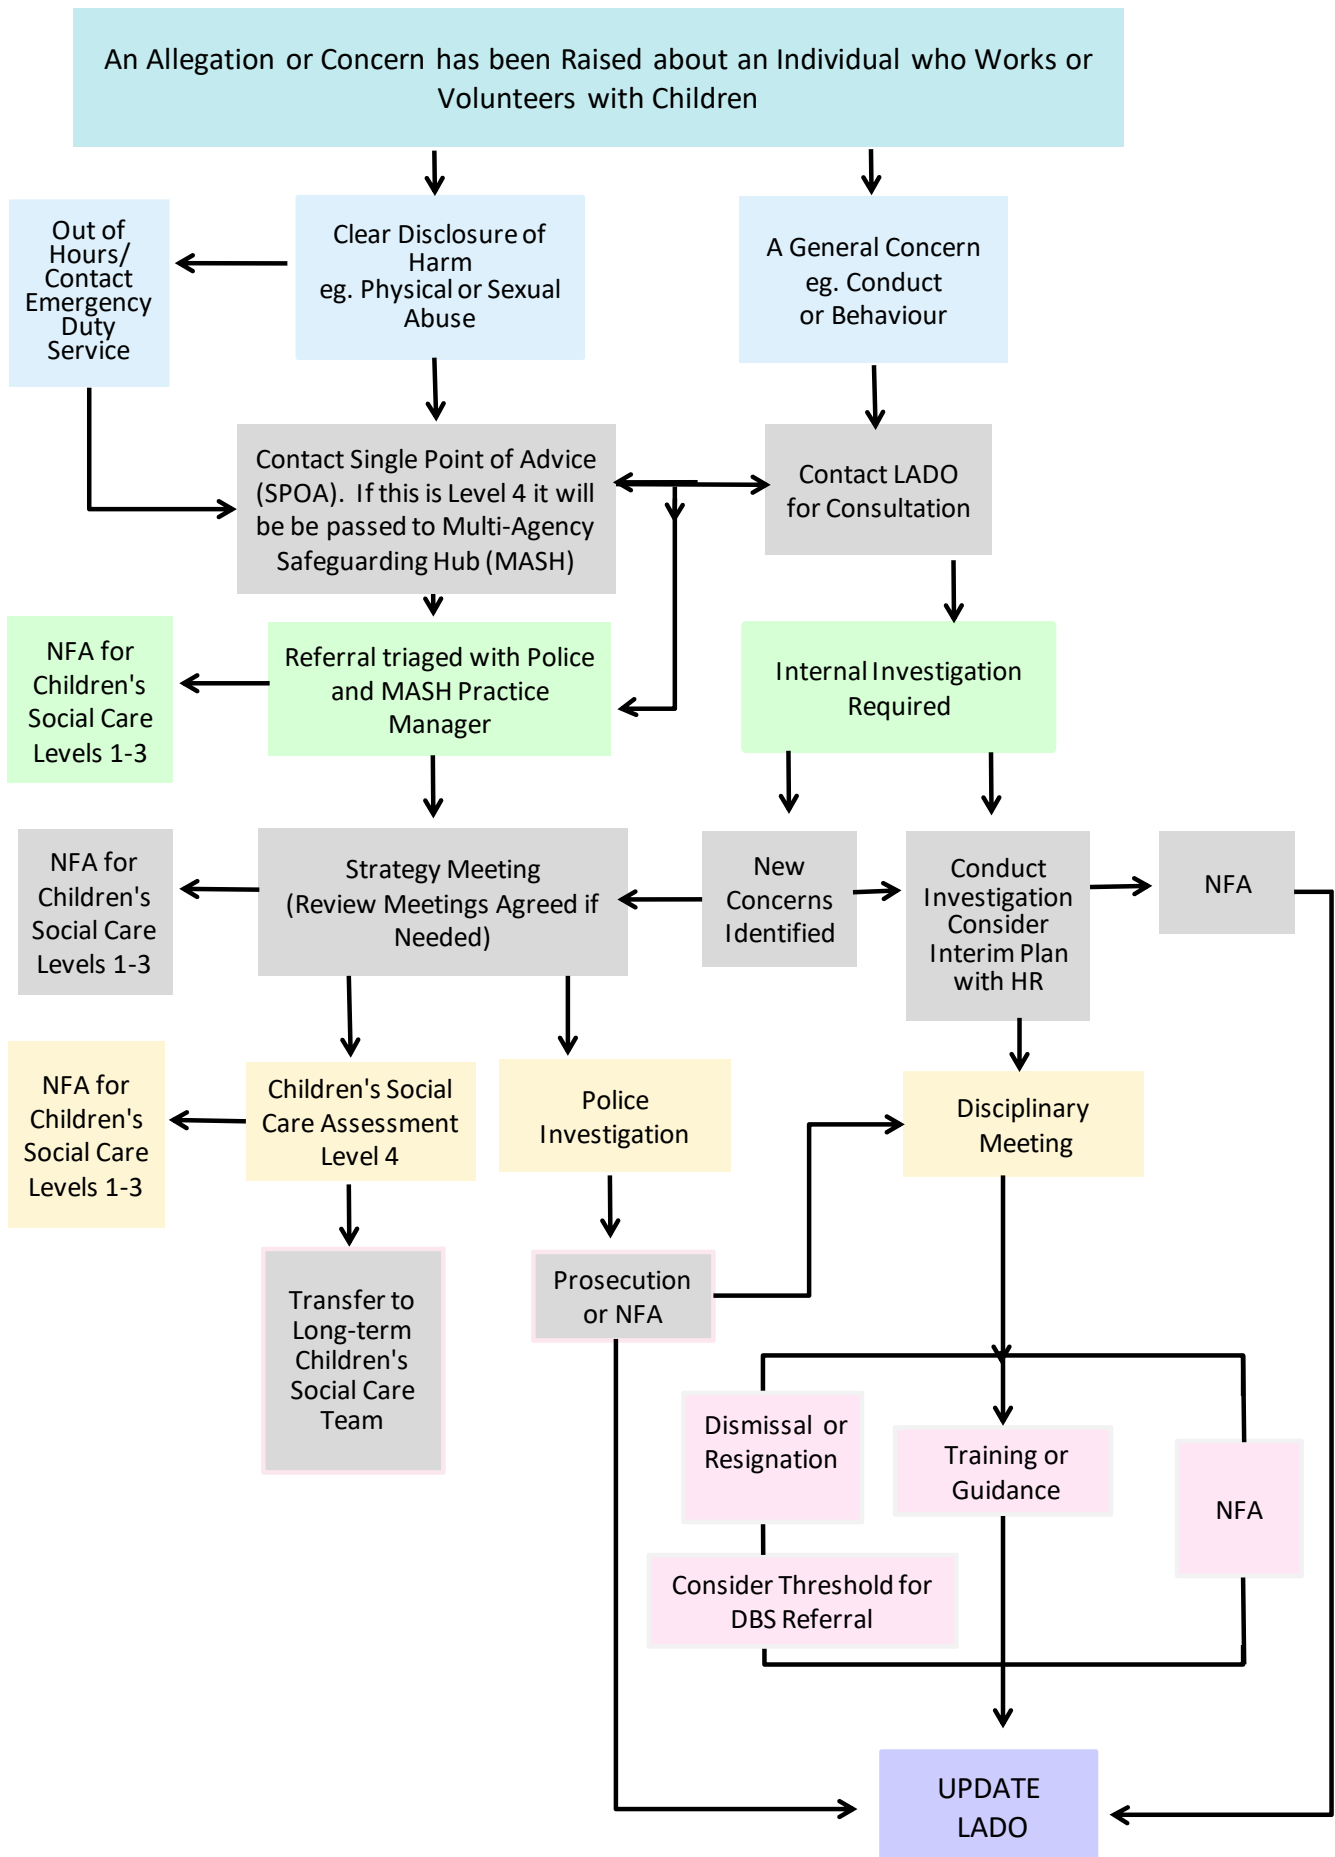 An Allegation or Concern has been Raised about an Individual who Works or
Volunteers with Children
Out of
Hours/
Contact
Emergency
Duty
Service
Clear Disclosure of
Harm
eg. Physical or Sexual
Abuse
A General Concern
eg. Conduct
or Behaviour
Contact Single Point of Advice
(SPOA). If this is Level 4 it will
be be passed to Multi-Agency
Safeguarding Hub (MASH)
Contact LADO
for Consultation
NFA for
Children's
Social Care
Levels 1-3
Referral triaged with Police
and MASH Practice
Manager
Internal Investigation
Required
NFA for
Children's
Social Care
Levels 1-3
Strategy Meeting
(Review Meetings Agreed if
Needed)
New
Concerns
Identified
Conduct
Investigation
Consider
Interim Plan
with HR
NFA
NFA for
Children's
Social Care
Levels 1-3
Children's Social
Care Assessment
Level 4
Police
Investigation
Disciplinary
Meeting
Transfer to
Long-term
Children's
Social Care
Team
Prosecution
or NFA
Dismissal or
Resignation
Training or
Guidance
NFA
Consider Threshold for
DBS Referral
UPDATE
LADO